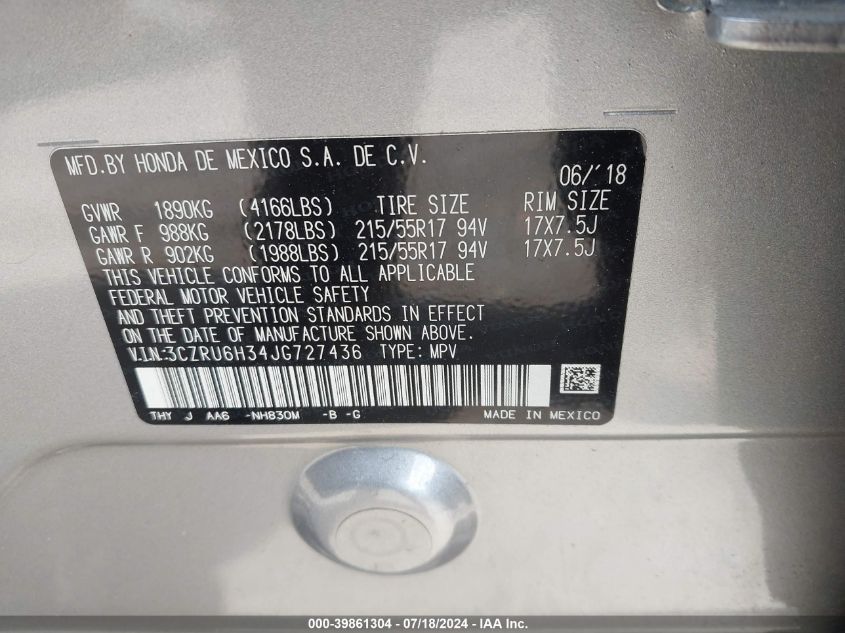 MFD.BY HONDA DE MEXICO S.A. DE C.V.
06/'18
GVWR 1890KG (4166LBS) TIRE SIZE RIM SIZE
GAWR F 988KG (2178LBS) 215/55R17 94V 17X7.5J
GAWR R 902KG (1988LBS) 215/55R17 94V 17X7.5J
THIS VEHICLE CONFORMS TO ALL APPLICABLE
FEDERAL MOTOR VEHICLE SAFETY
AND THEFT PREVENTION STANDARDS IN EFFECT
ON THE DATE OF MANUFACTURE SHOWN ABOVE.
V.I.N:3CZRU6H34JG727436 TYPE: MPV
THY J AA6 -NH830M -B -G MADE IN MEXICO
000-39861304 - 07/18/2024 - IAA Inc.